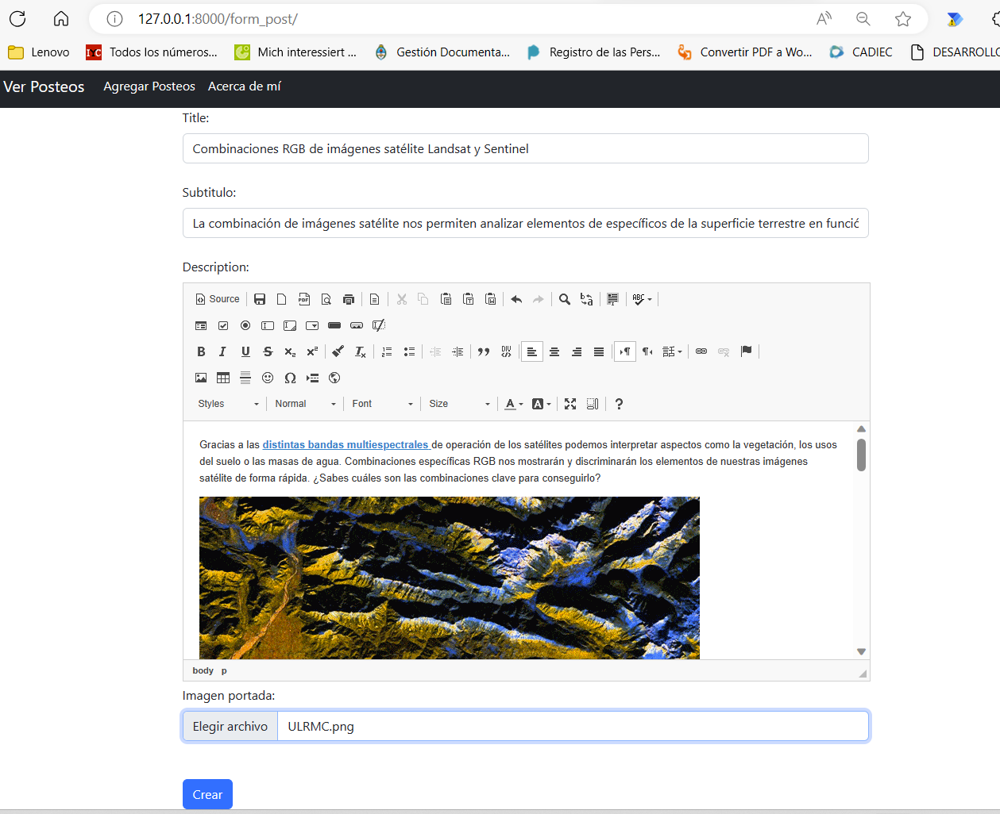 127.0.0.1:8000/form_post/
Lenovo Todos los números... Mich interessiert ... Gestión Documenta... Registro de las Pers... Convertir PDF a Wo... CADIEC DESARROLLO
Ver Posteos Agregar Posteos Acerca de mí
Title:
Combinaciones RGB de imágenes satélite Landsat y Sentinel
Subtitulo:
La combinación de imágenes satélite nos permiten analizar elementos de específicos de la superficie terrestre en funció
Description:
Source
Styles Normal Font Size
Gracias a las distintas bandas multiespectrales de operación de los satélites podemos interpretar aspectos como la vegetación, los usos
del suelo o las masas de agua. Combinaciones específicas RGB nos mostrarán y discriminarán los elementos de nuestras imágenes
satélite de forma rápida. ¿Sabes cuáles son las combinaciones clave para conseguirlo?
body p
Imagen portada:
Elegir archivo ULRMC.png
Crear